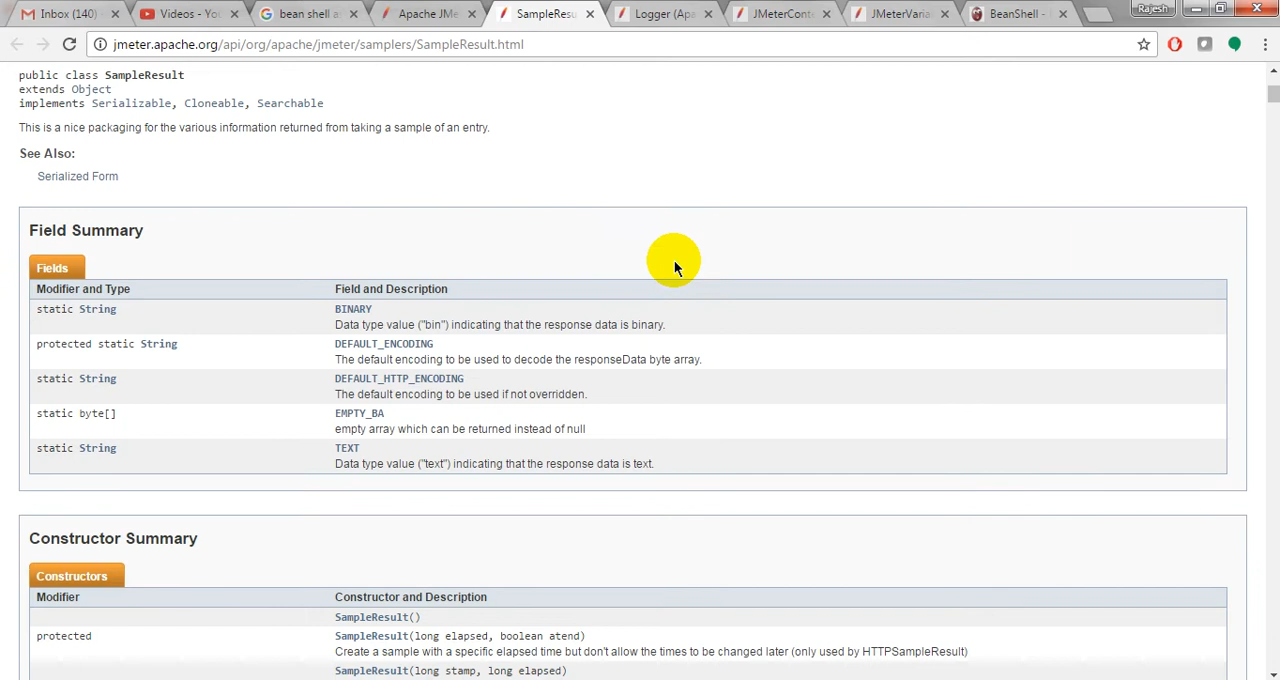 Inbox (140)
Videos - You
bean shell a
Apache JMe
SampleResu
Logger (Apa
JMeterCont
JMeterVaria
BeanShell -
Rajesh
jmeter.apache.org/api/org/apache/jmeter/samplers/SampleResult.html
public class SampleResult
extends Object
implements Serializable, Cloneable, Searchable
This is a nice packaging for the various information returned from taking a sample of an entry.
See Also:
Serialized Form
Field Summary
Fields
Modifier and Type Field and Description
static String BINARY
Data type value ("bin") indicating that the response data is binary.
protected static String DEFAULT_ENCODING
The default encoding to be used to decode the responseData byte array.
static String DEFAULT_HTTP_ENCODING
The default encoding to be used if not overridden.
static byte[] EMPTY_BA
empty array which can be returned instead of null
static String TEXT
Data type value ("text") indicating that the response data is text.
Constructor Summary
Constructors
Modifier Constructor and Description
SampleResult()
protected SampleResult(long elapsed, boolean atend)
Create a sample with a specific elapsed time but don't allow the times to be changed later (only used by HTTPSampleResult)
SampleResult(long stamp, long elapsed)